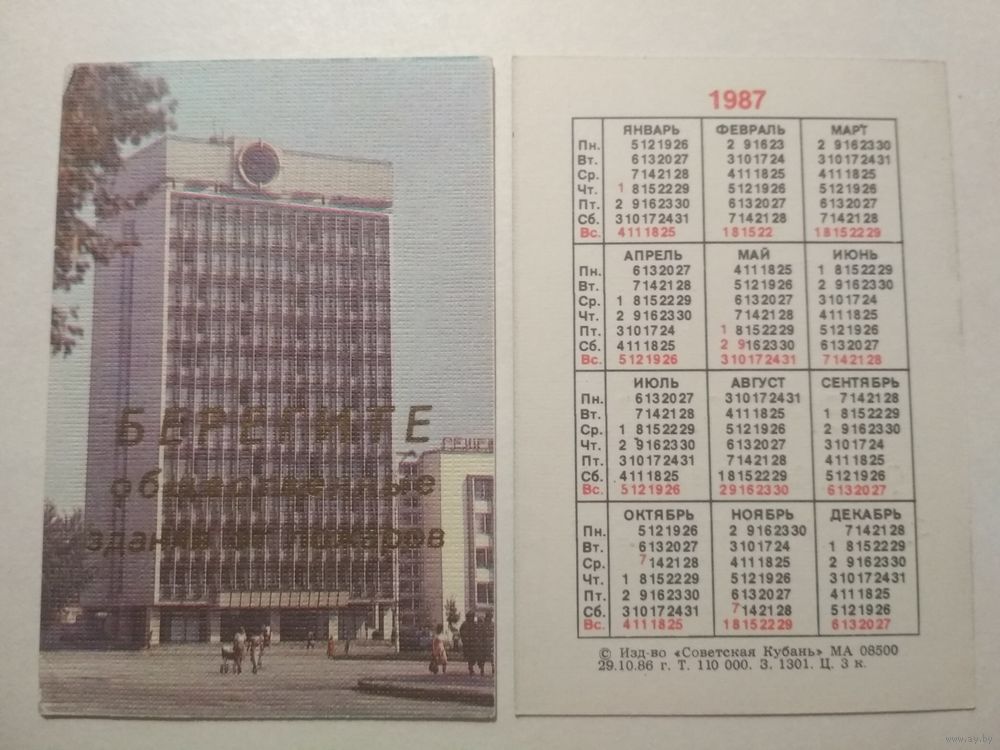 БЕРЕГИТЕ
общественные
здания от пожаров
РЕШЕН
1987
ЯНВАРЬ ФЕВРАЛЬ МАРТ
Пн. 5 12 19 26 2 9 16 23 2 9 16 23 30
Вт. 6 13 20 27 3 10 17 24 3 10 17 24 31
Ср. 7 14 21 28 4 11 18 25 4 11 18 25
Чт. 1 8 15 22 29 5 12 19 26 5 12 19 26
Пт. 2 9 16 23 30 6 13 20 27 6 13 20 27
Сб. 3 10 17 24 31 7 14 21 28 7 14 21 28
Вс. 4 11 18 25 1 8 15 22 1 8 15 22 29
АПРЕЛЬ МАЙ ИЮНЬ
Пн. 6 13 20 27 4 11 18 25 1 8 15 22 29
Вт. 7 14 21 28 5 12 19 26 2 9 16 23 30
Ср. 1 8 15 22 29 6 13 20 27 3 10 17 24
Чт. 2 9 16 23 30 7 14 21 28 4 11 18 25
Пт. 3 10 17 24 1 8 15 22 29 5 12 19 26
Сб. 4 11 18 25 2 9 16 23 30 6 13 20 27
Вс. 5 12 19 26 3 10 17 24 31 7 14 21 28
ИЮЛЬ АВГУСТ СЕНТЯБРЬ
Пн. 6 13 20 27 3 10 17 24 31 7 14 21 28
Вт. 7 14 21 28 4 11 18 25 1 8 15 22 29
Ср. 1 8 15 22 29 5 12 19 26 2 9 16 23 30
Чт. 2 9 16 23 30 6 13 20 27 3 10 17 24
Пт. 3 10 17 24 31 7 14 21 28 4 11 18 25
Сб. 4 11 18 25 1 8 15 22 29 5 12 19 26
Вс. 5 12 19 26 2 9 16 23 30 6 13 20 27
ОКТЯБРЬ НОЯБРЬ ДЕКАБРЬ
Пн. 5 12 19 26 2 9 16 23 30 7 14 21 28
Вт. 6 13 20 27 3 10 17 24 1 8 15 22 29
Ср. 7 14 21 28 4 11 18 25 2 9 16 23 30
Чт. 1 8 15 22 29 5 12 19 26 3 10 17 24 31
Пт. 2 9 16 23 30 6 13 20 27 4 11 18 25
Сб. 3 10 17 24 31 7 14 21 28 5 12 19 26
Вс. 4 11 18 25 1 8 15 22 29 6 13 20 27
© Изд-во «Советская Кубань» МА 08500
29.10.86 г. Т. 110 000. З. 1301. Ц. 3 к.
www.ay.by